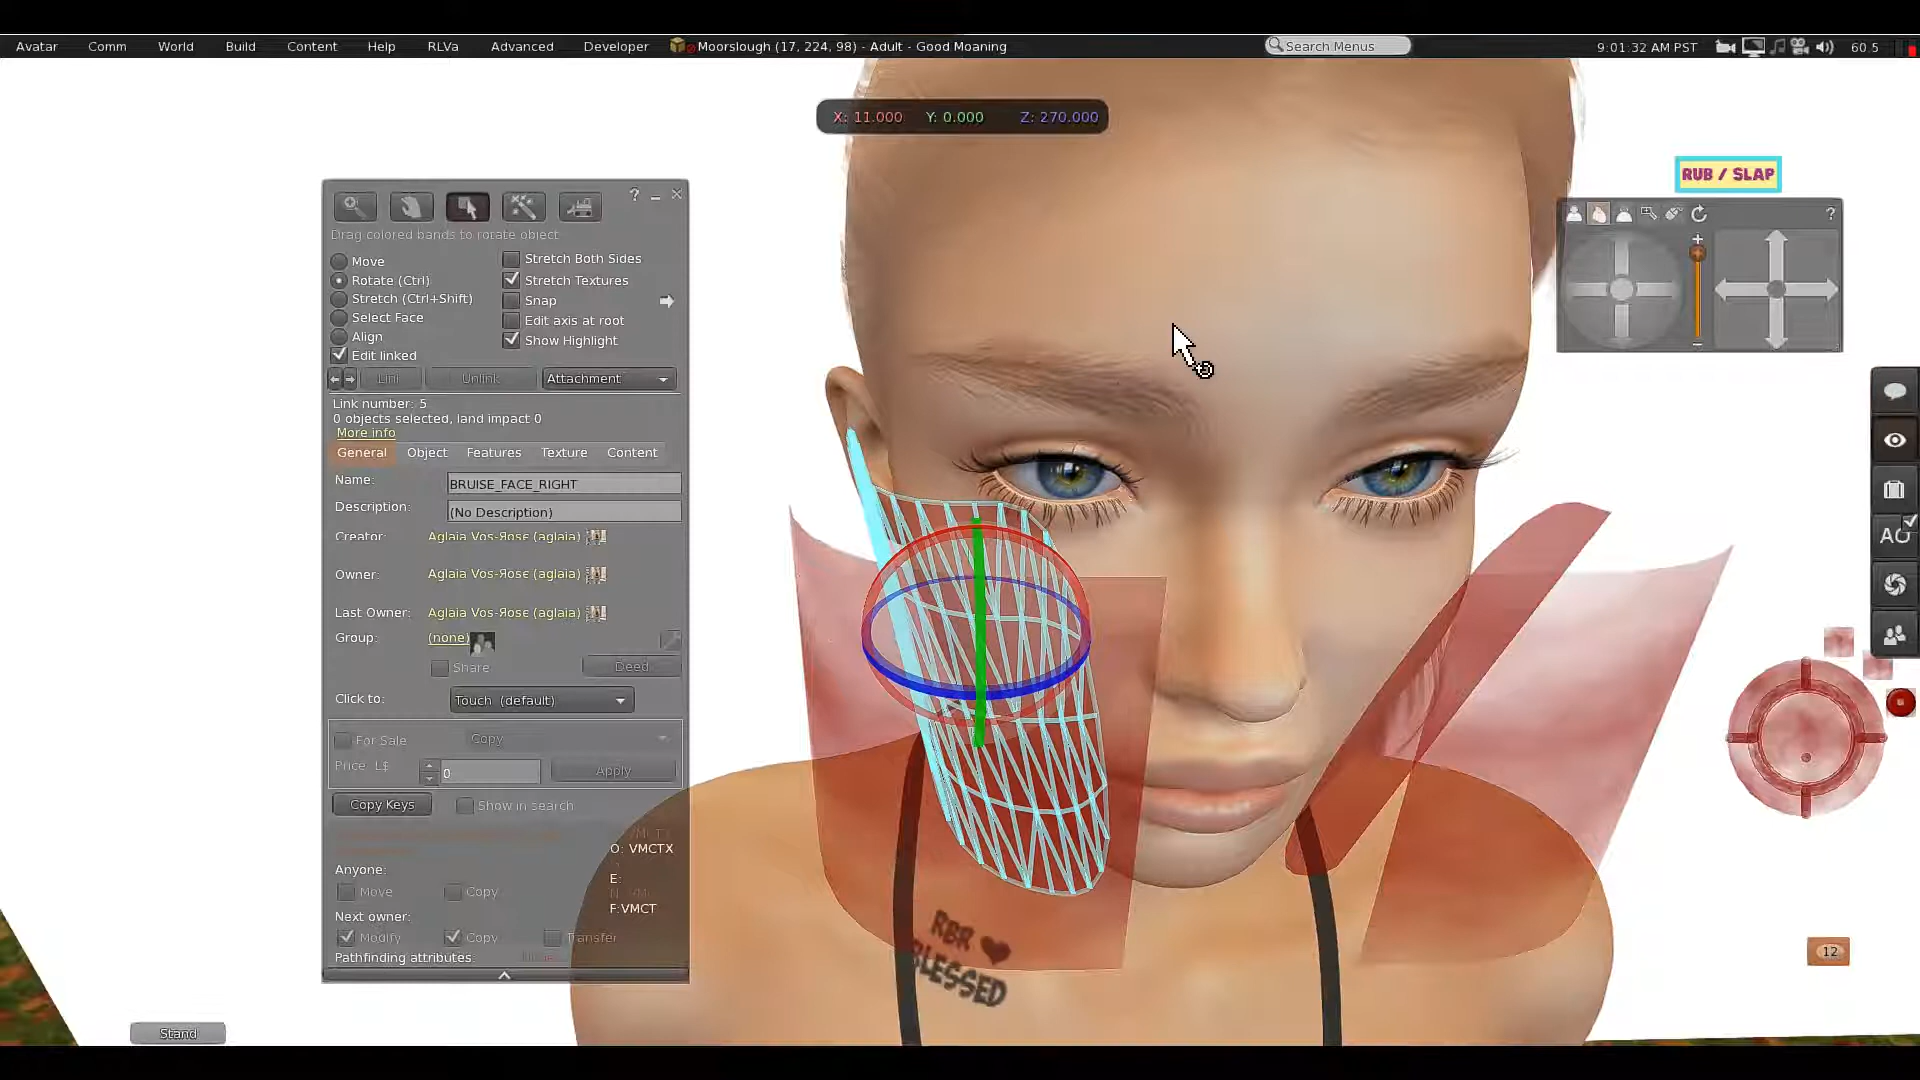 Avatar Comm World Build Content Help RLVa Advanced Developer Moorslough (17, 224, 98) - Adult - Good Moaning Search Menus 9:01:32 AM PST 60.5
X: 11.000 Y: 0.000 Z: 270.000
RUB / SLAP
?
? _ X
Drag colored bands to rotate object
Move
Rotate (Ctrl)
Stretch (Ctrl+Shift)
Select Face
Align
Edit linked
Stretch Both Sides
Stretch Textures
Snap
Edit axis at root
Show Highlight
Link Unlink Attachment
Link number: 5
0 objects selected, land impact 0
More info
General Object Features Texture Content
Name: BRUISE_FACE_RIGHT
Description: (No Description)
Creator: Aglaia Vos-Яose (aglaia)
Owner: Aglaia Vos-Яose (aglaia)
Last Owner: Aglaia Vos-Яose (aglaia)
Group: (none)
Share Deed
Click to: Touch (default)
For Sale Copy
Price L$ 0 Apply
Copy Keys Show in search
O: VMCTX
Anyone:
E:
Move Copy
F:VMCT
Next owner:
Modify Copy Transfer
Pathfinding attributes:
RBR
BLESSED
AO
12
Stand